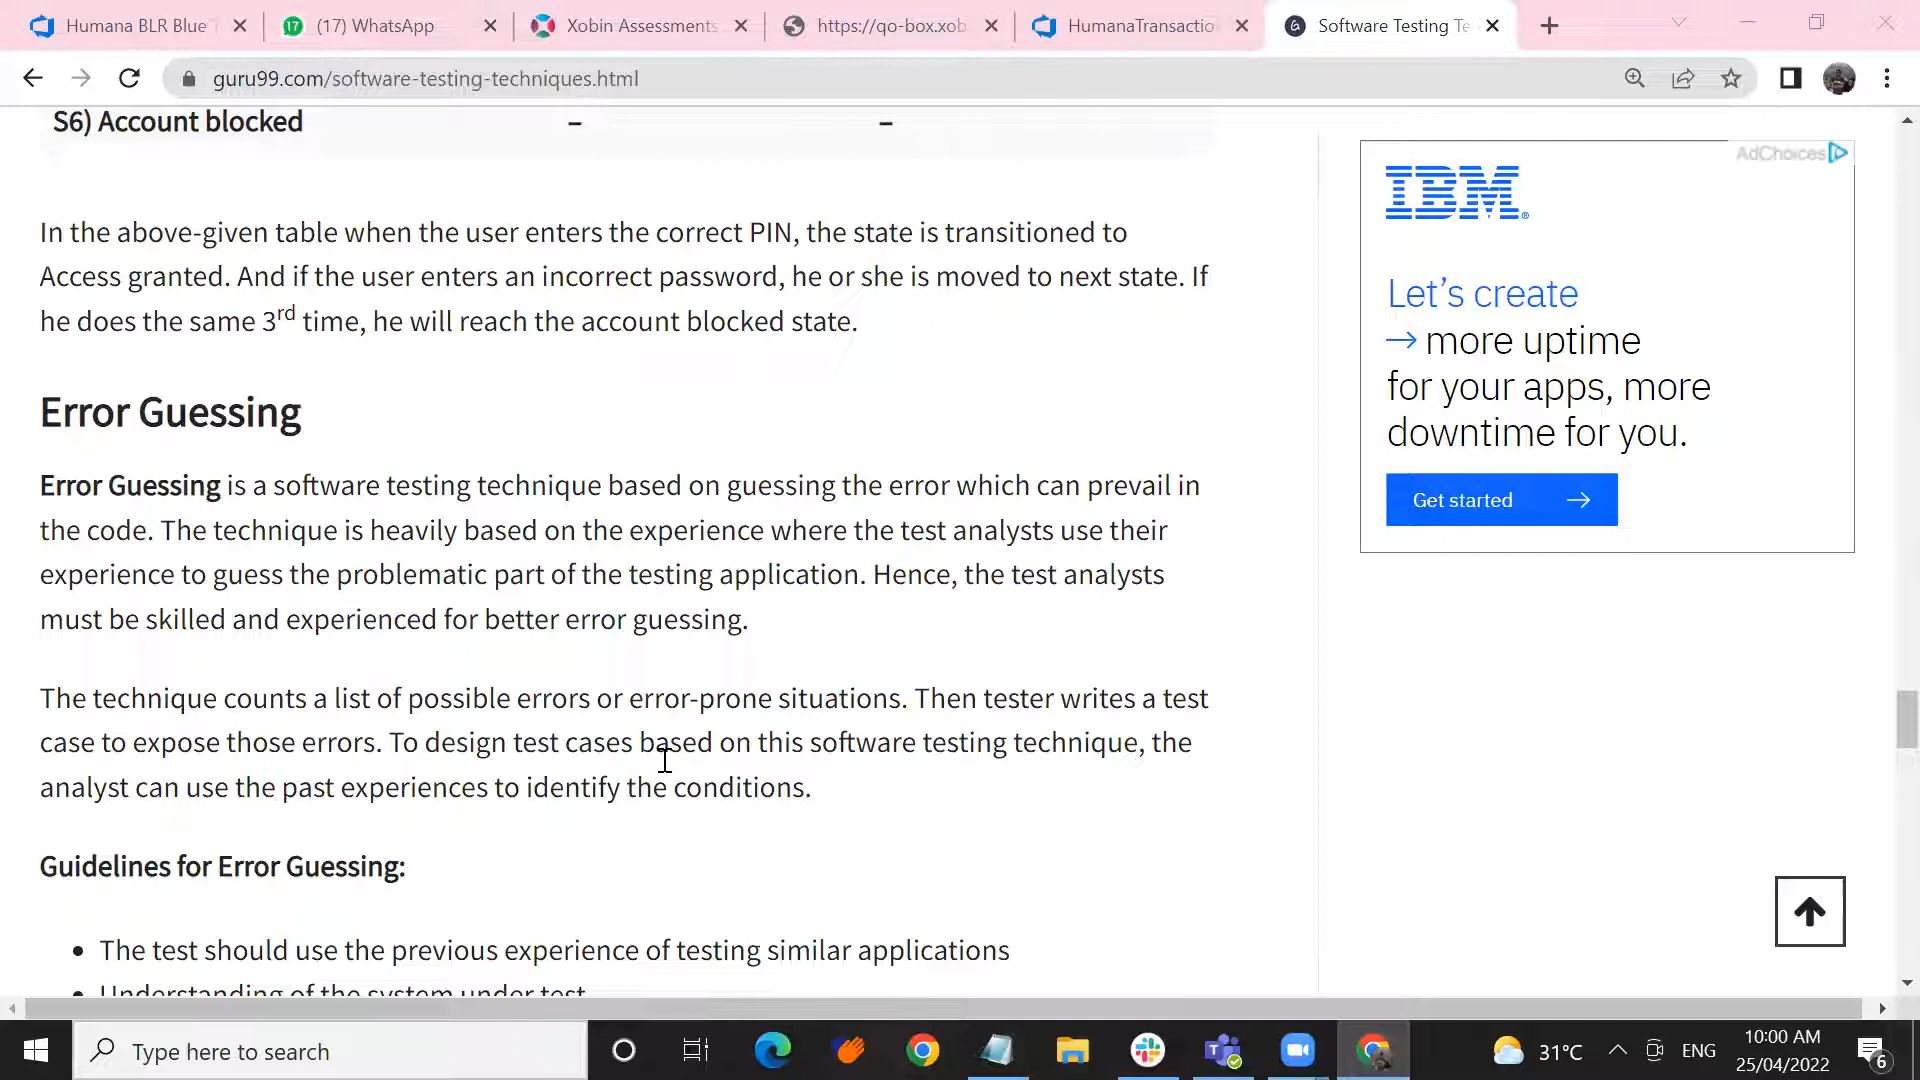 Humana BLR Blue
(17) WhatsApp
Xobin Assessments
https://qo-box.xob
HumanaTransactio
Software Testing Te
guru99.com/software-testing-techniques.html
S6) Account blocked – –
AdChoices
IBM®
In the above-given table when the user enters the correct PIN, the state is transitioned to
Access granted. And if the user enters an incorrect password, he or she is moved to next state. If
he does the same 3rd time, he will reach the account blocked state.
Let's create
→ more uptime
for your apps, more
downtime for you.
Get started →
Error Guessing
Error Guessing is a software testing technique based on guessing the error which can prevail in
the code. The technique is heavily based on the experience where the test analysts use their
experience to guess the problematic part of the testing application. Hence, the test analysts
must be skilled and experienced for better error guessing.
The technique counts a list of possible errors or error-prone situations. Then tester writes a test
case to expose those errors. To design test cases based on this software testing technique, the
analyst can use the past experiences to identify the conditions.
Guidelines for Error Guessing:
• The test should use the previous experience of testing similar applications
• Understanding of the system under test
Type here to search
31°C
ENG
10:00 AM
25/04/2022
6